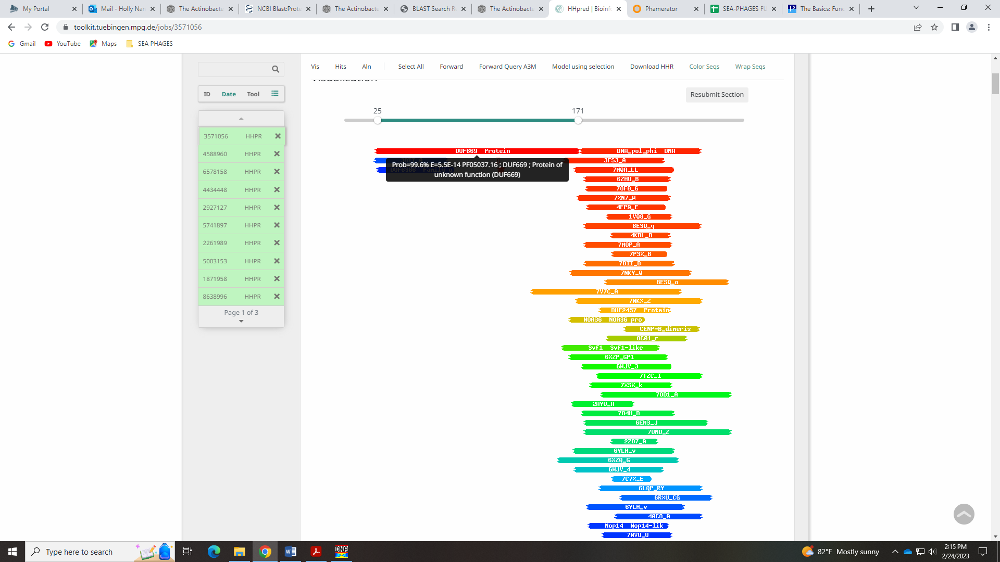 My Portal
Mail - Holly Nan
The Actinobacte
NCBI Blast:Prote
The Actinobacte
BLAST Search Re
The Actinobacte
HHpred | Bioinfo
Phamerator
SEA-PHAGES FU
The Basics: Func
toolkit.tuebingen.mpg.de/jobs/3571056
Gmail
YouTube
Maps
SEA PHAGES
Vis Hits Aln Select All Forward Forward Query A3M Model using selection Download HHR Color Seqs Wrap Seqs
Visualization
Resubmit Section
ID Date Tool
25 171
3571056 HHPR
4588960 HHPR
6578158 HHPR
4434448 HHPR
2927127 HHPR
5741897 HHPR
2261989 HHPR
5003153 HHPR
1871958 HHPR
8638996 HHPR
Page 1 of 3
DUF669 Protein DNA_pol_phi DNA
Prob=99.6% E=5.5E-14 PF05037.16 ; DUF669 ; Protein of
unknown function (DUF669)
3FS3_A
DUF6386 Family o
7MQA_LL
6ZHU_B
7OF0_G
7XN7_W
4FP9_E
1VQ8_G
8ESQ_q
4KBL_B
7MOP_A
7P3X_B
7BII_B
7NKY_Q
8ESQ_o
7V7C_A
7NKX_Z
DUF2457 Protein
NOA36 NOA36 pro
CENP-B_dimeris
8C01_r
Svf1 Svf1-like
6XZP_GP1
6WJV_3
7TZC_I
7XSX_k
7OD1_A
2AYU_A
7O4H_D
6EM3_J
7UND_Z
2ZD7_A
6YLH_v
6XZQ_G
6WJV_4
7C7X_E
6LQP_RY
6RXU_CG
6YLH_v
4ACO_A
Nop14 Nop14-lik
7NVU_U
Type here to search
DNA
82°F Mostly sunny
2:15 PM
2/24/2023